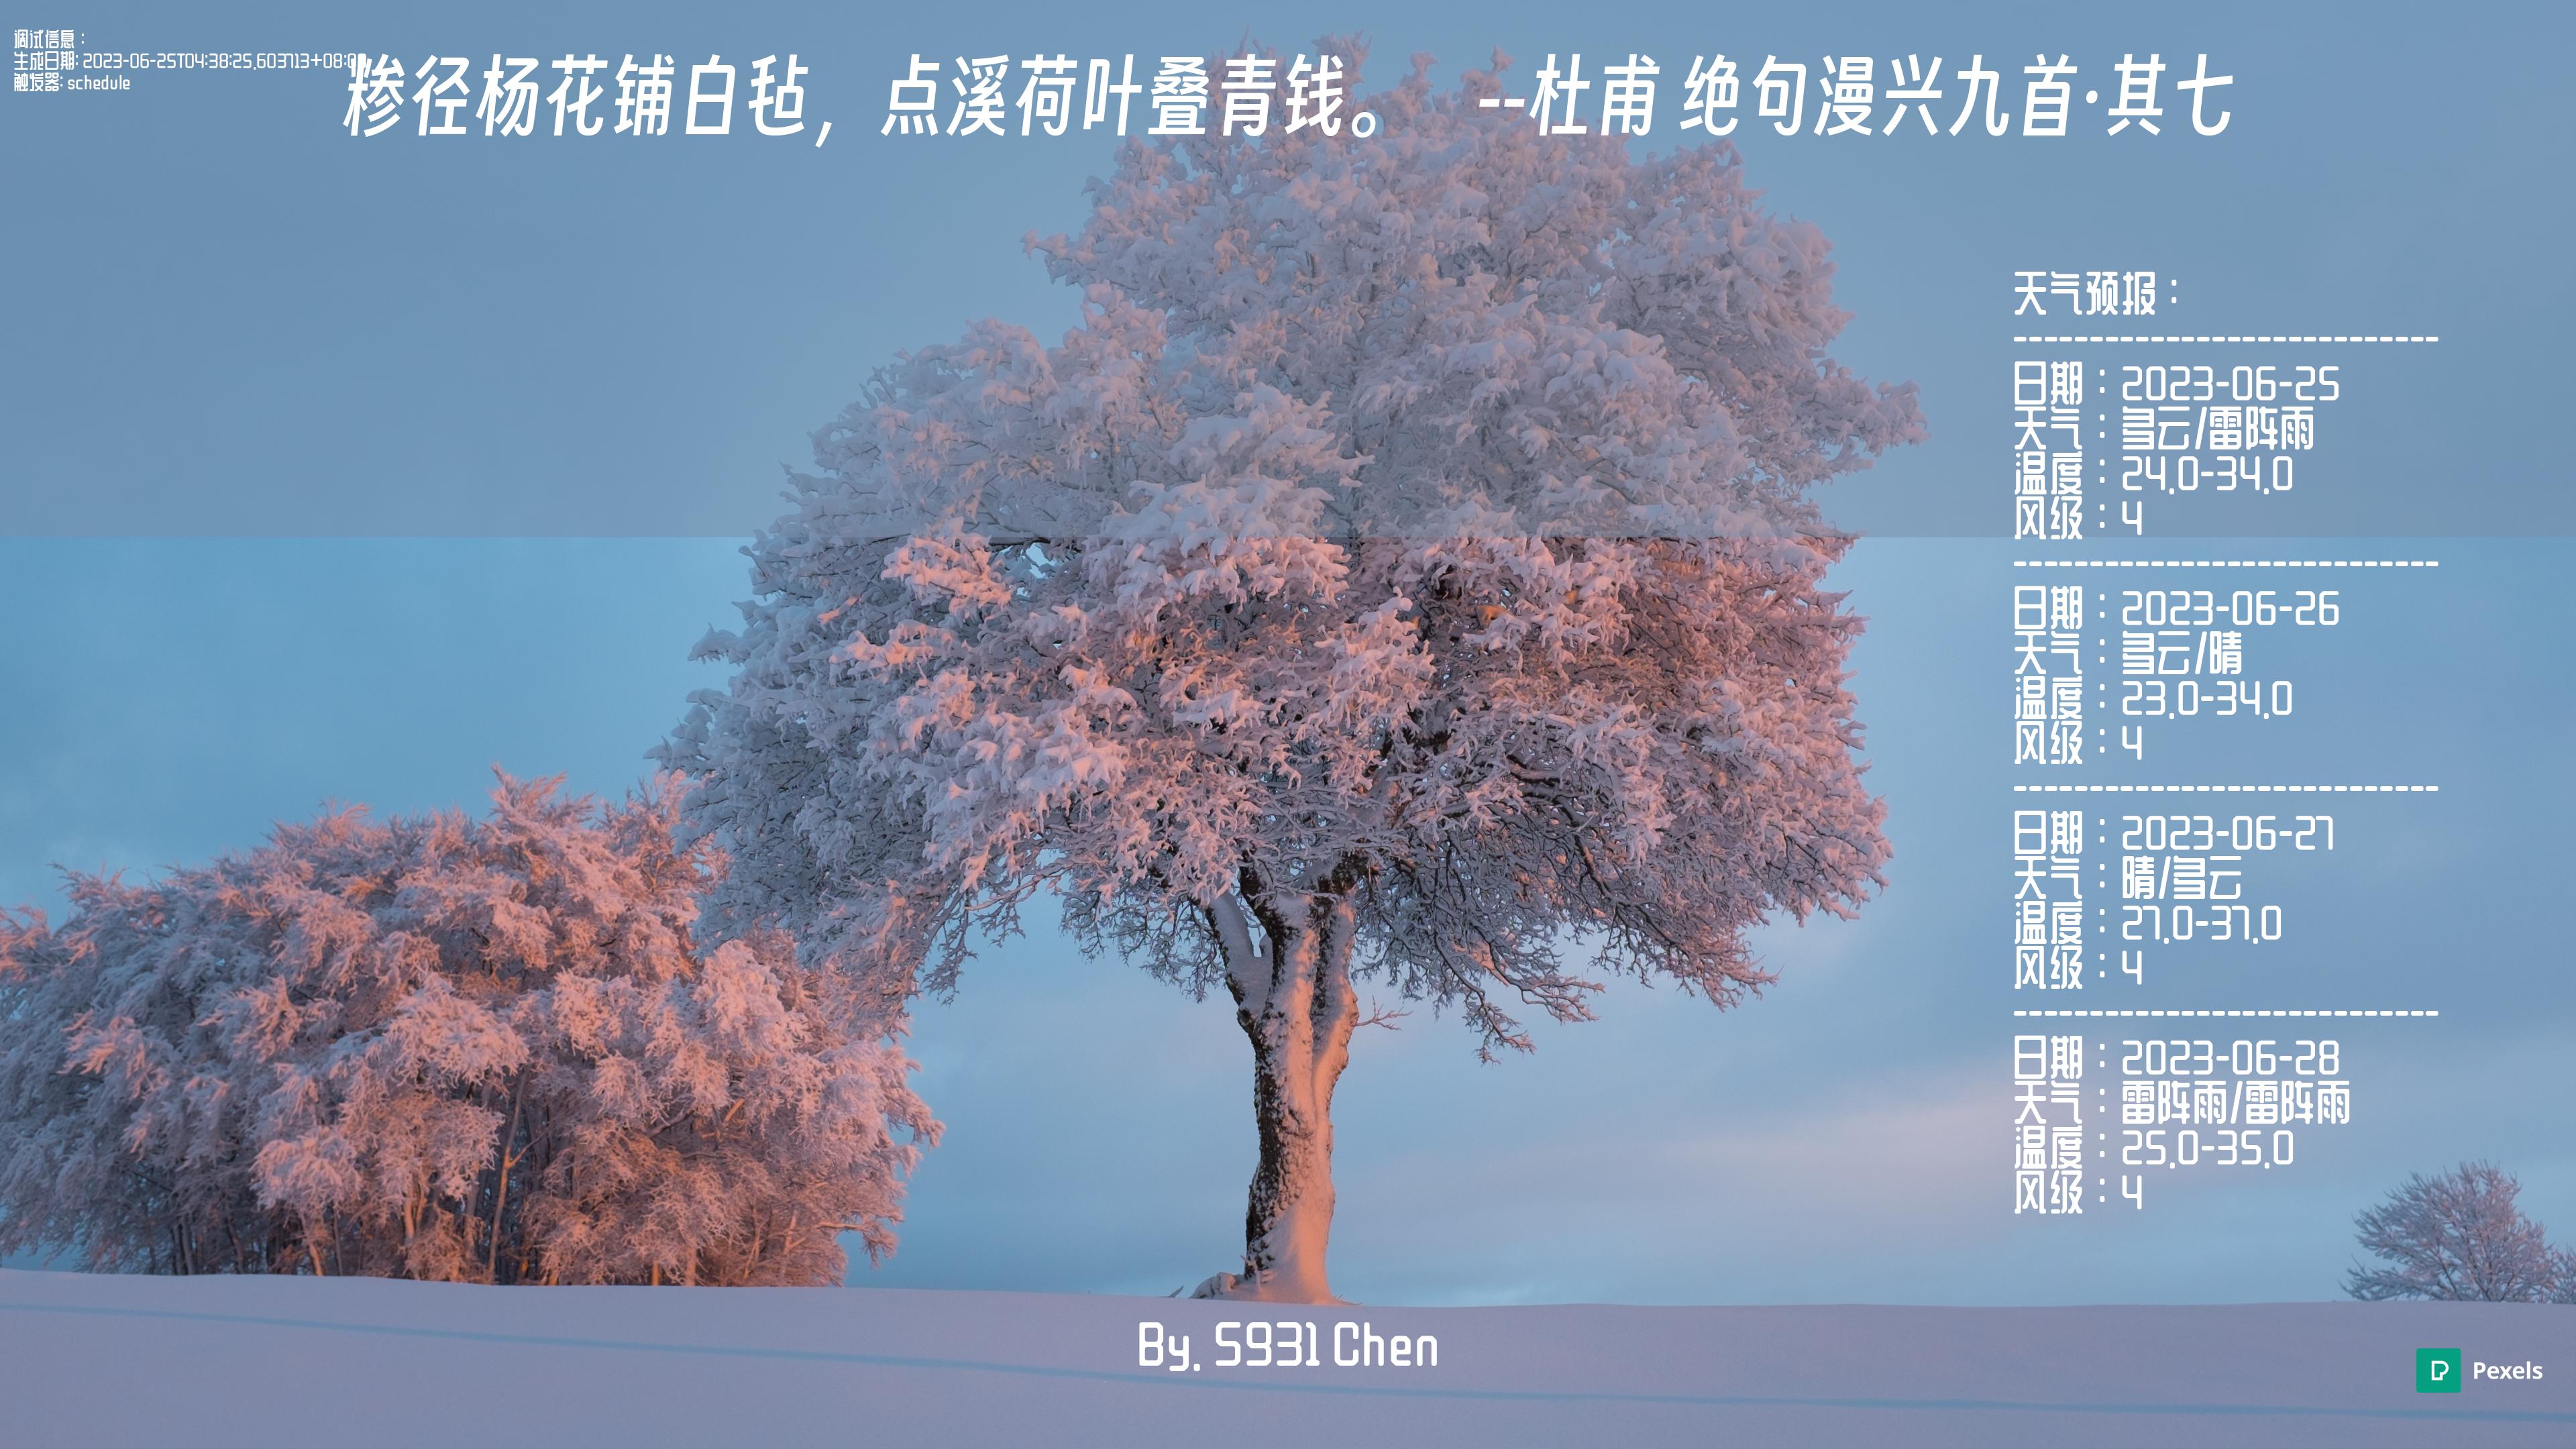 调试信息：
生成日期: 2023-06-25T04:38:25.603713+08:0
触发器: schedule
糁径杨花铺白毡，点溪荷叶叠青钱。 --杜甫 绝句漫兴九首·其七
天气预报：
----------------------------
日期：2023-06-25
天气：多云/雷阵雨
温度：24.0-34.0
风级：4
----------------------------
日期：2023-06-26
天气：多云/晴
温度：23.0-34.0
风级：4
----------------------------
日期：2023-06-27
天气：晴/多云
温度：27.0-37.0
风级：4
----------------------------
日期：2023-06-28
天气：雷阵雨/雷阵雨
温度：25.0-35.0
风级：4
By. S931 Chen
Pexels